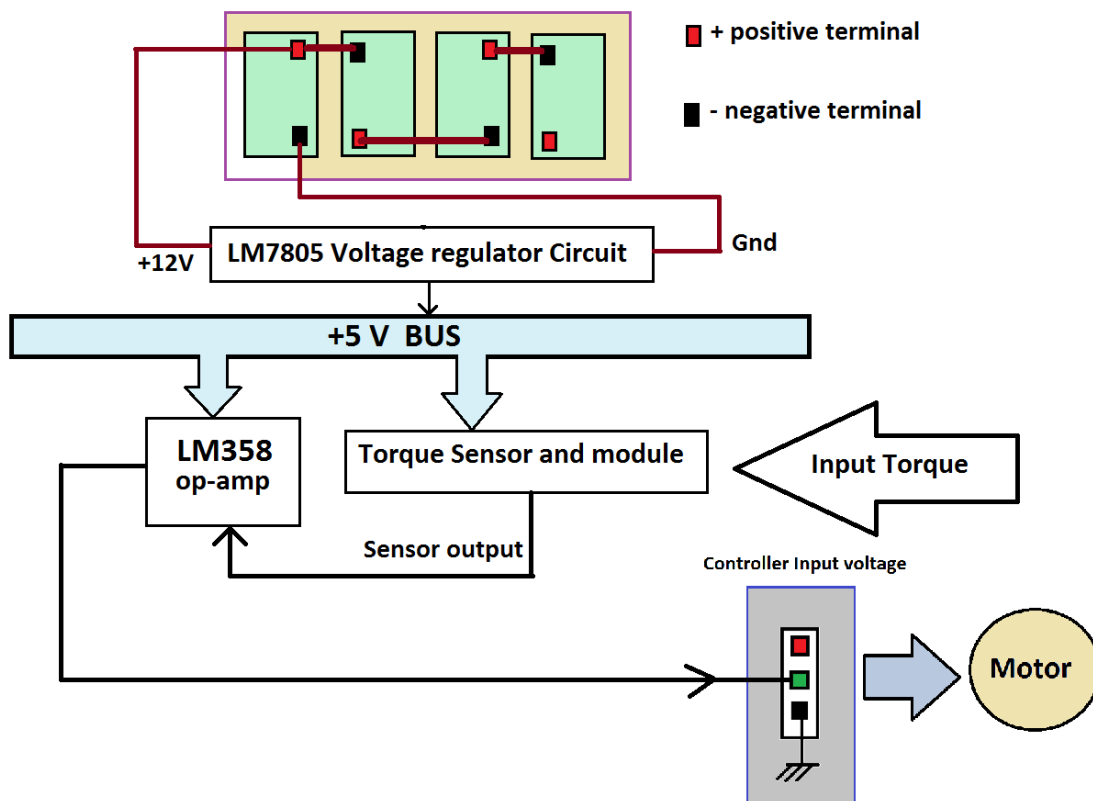 + positive terminal
- negative terminal
+12V
LM7805 Voltage regulator Circuit
Gnd
+5 V BUS
LM358
op-amp
Torque Sensor and module
Input Torque
Sensor output
Controller Input voltage
Motor